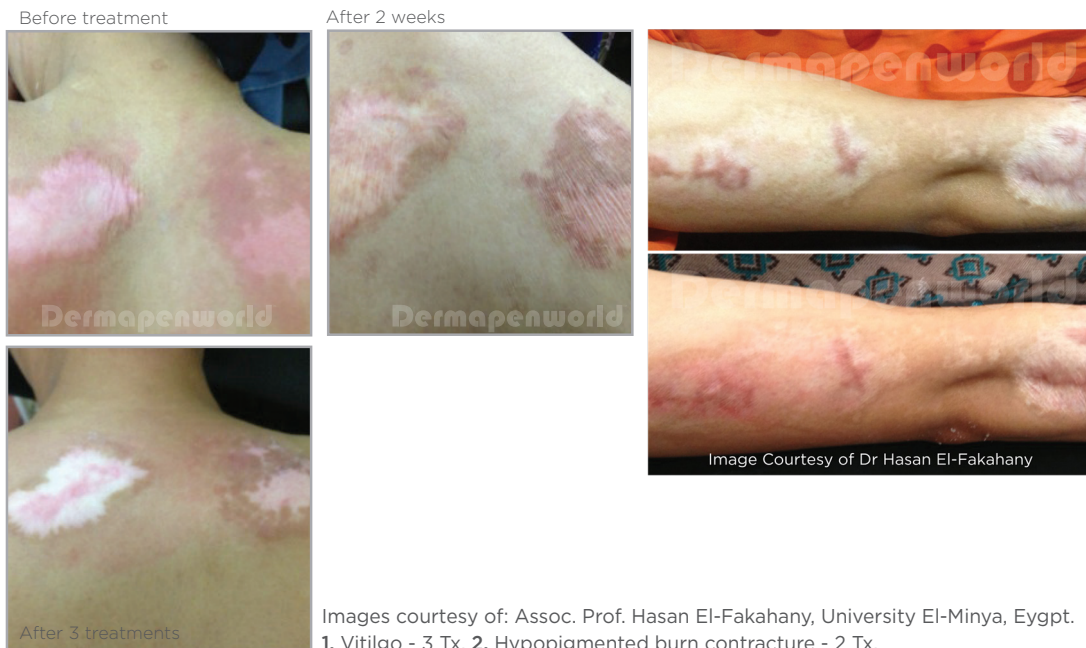 Before treatment
After 2 weeks
Dermapenworld
Dermapenworld
Dermapenworld
Dermapenworld
Image Courtesy of Dr Hasan El-Fakahany
After 3 treatments
Images courtesy of: Assoc. Prof. Hasan El-Fakahany, University El-Minya, Eygpt.
1. Vitilgo - 3 Tx. 2. Hypopigmented burn contracture - 2 Tx.